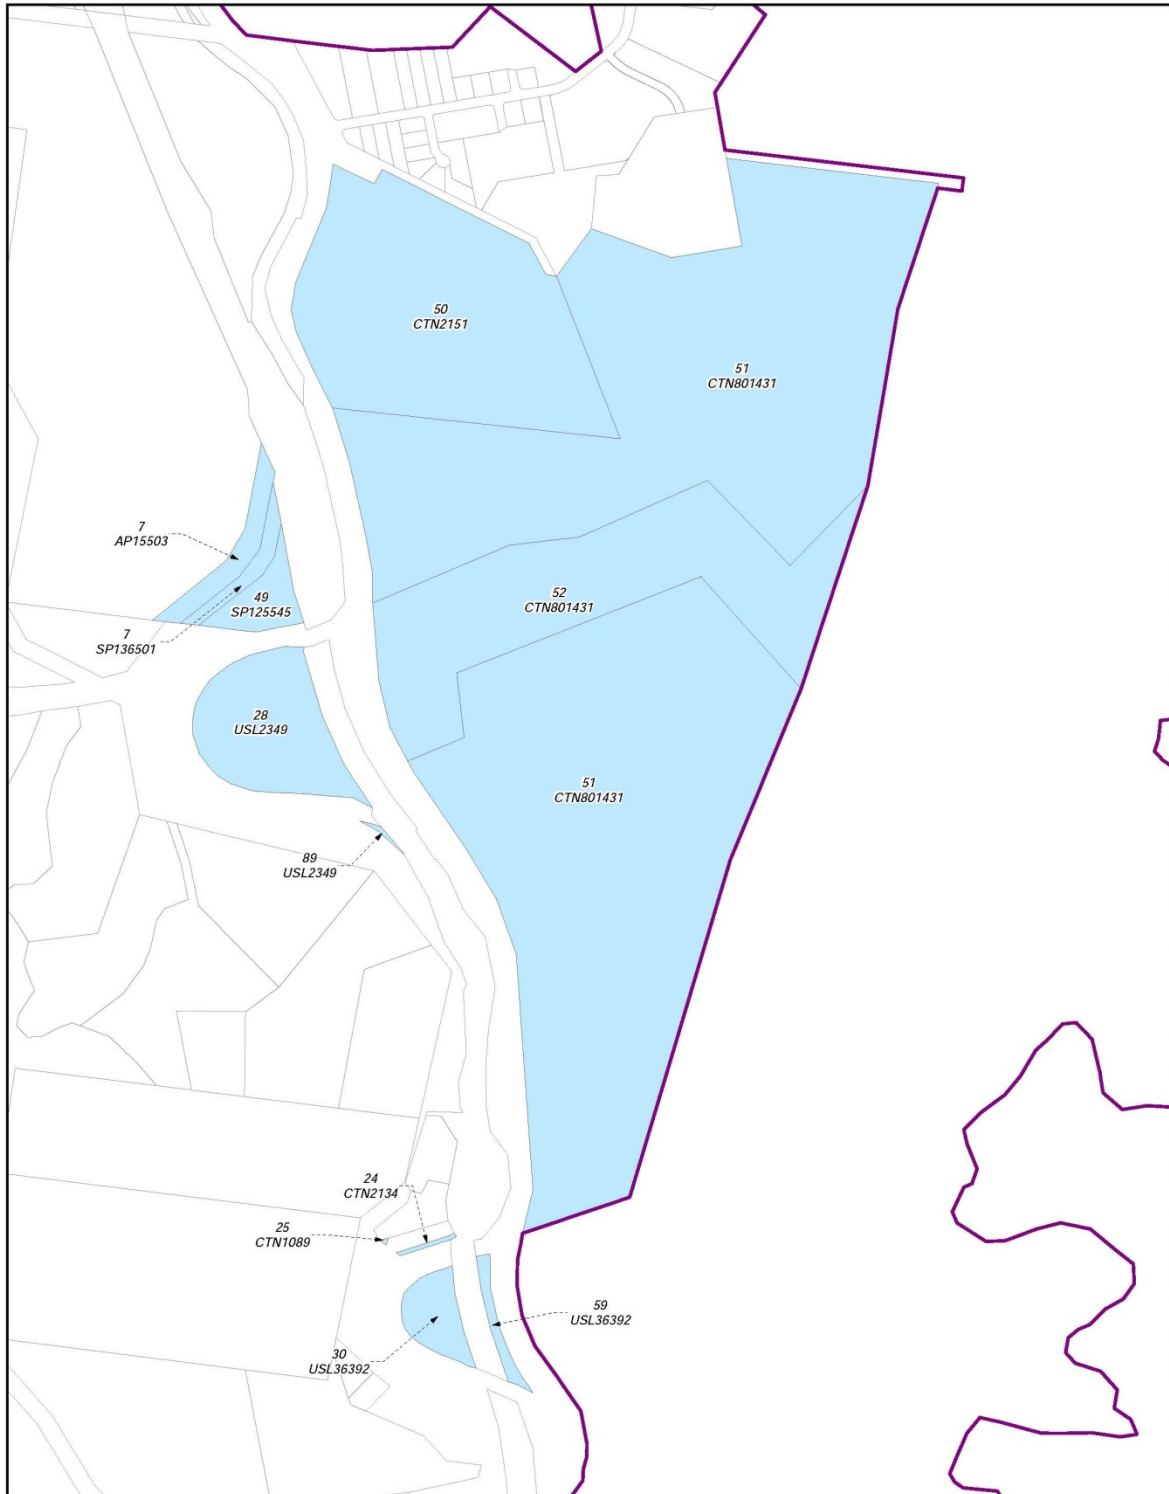 50
CTN2151
51
CTN801431
7
AP15503
49
SP125545
7
SP136501
52
CTN801431
28
USL2349
51
CTN801431
89
USL2349
24
CTN2134
25
CTN1089
59
USL36392
30
USL36392